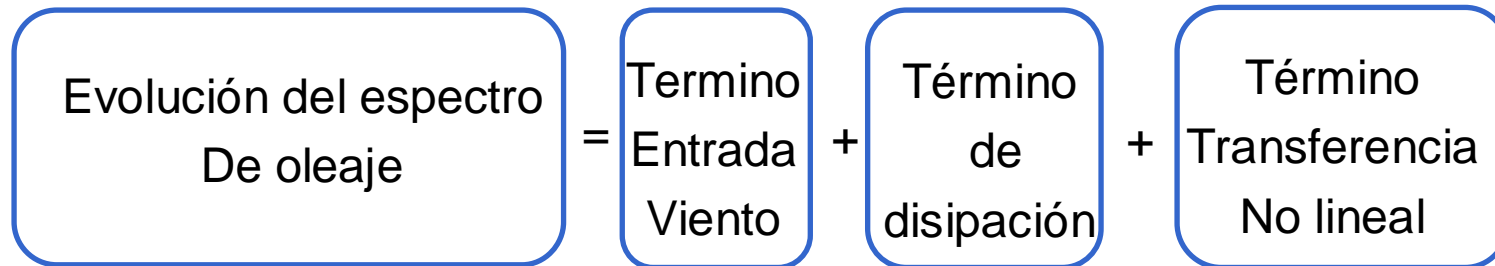 Evolución del espectro
De oleaje
=
Termino
Entrada
Viento
+
Término
de
disipación
+
Término
Transferencia
No lineal